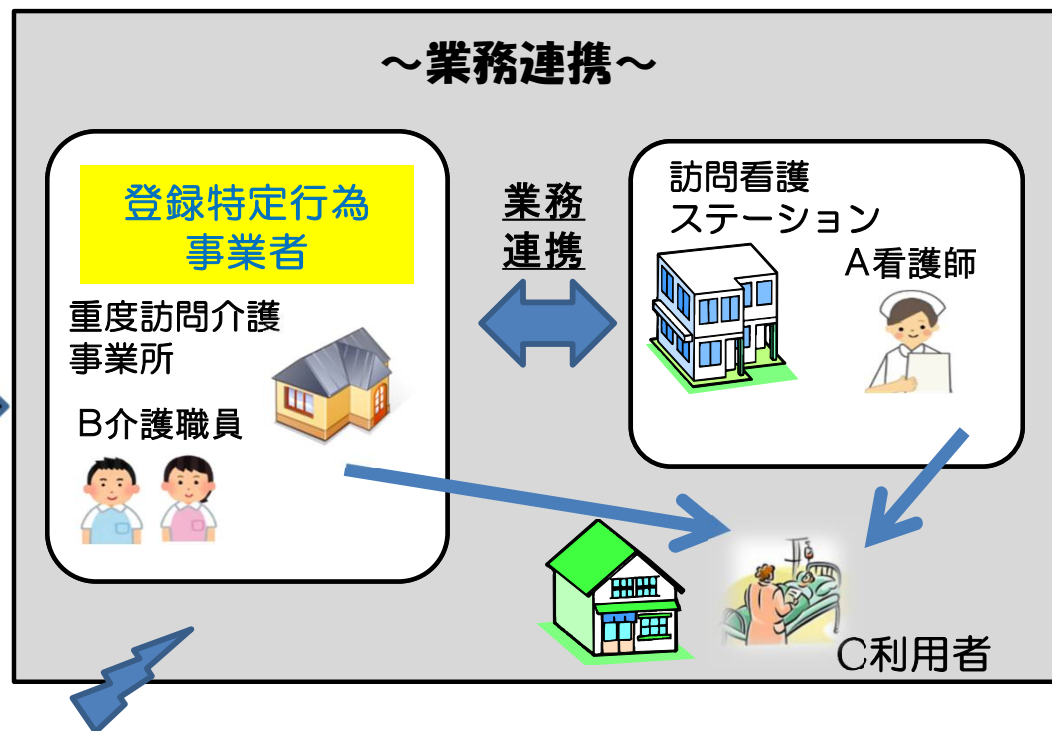 ～業務連携～
登録特定行為
事業者
重度訪問介護
事業所
B介護職員
業務
連携
訪問看護
ステーション
A看護師
C利用者